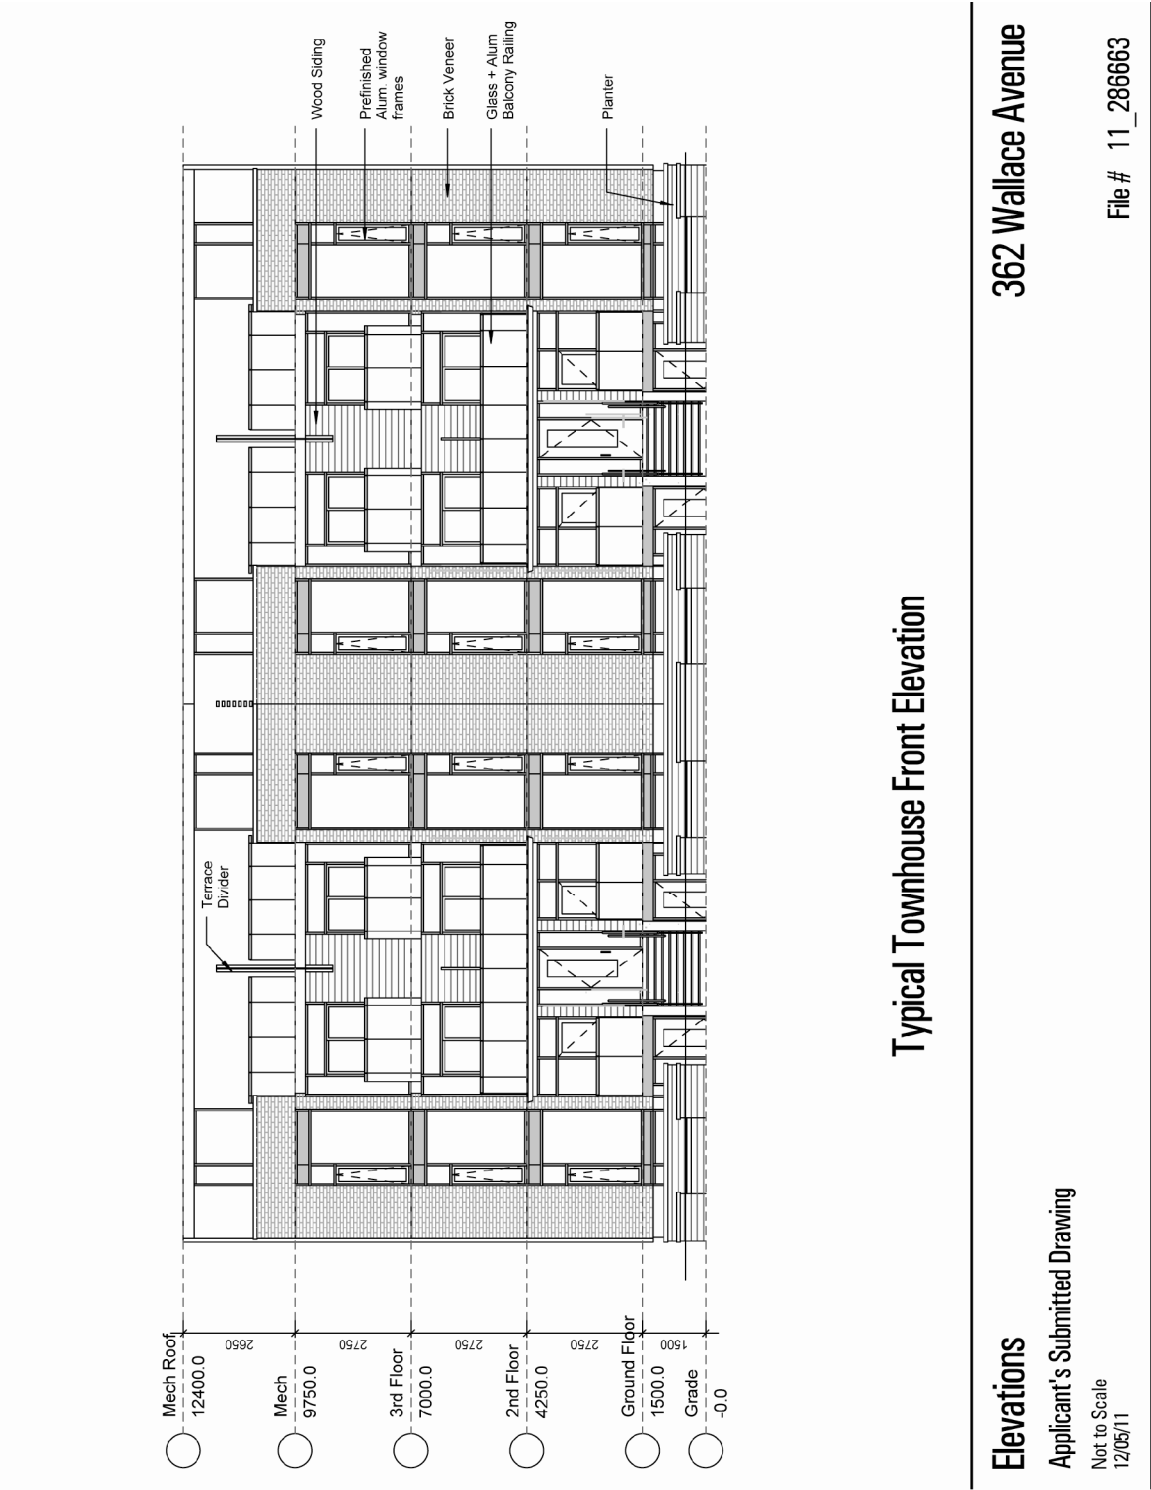 Wood Siding
Prefinished
Alum. window
frames
Brick Veneer
Glass + Alum
Balcony Railing
Planter
Terrace
Divider
Mech Roof
12400.0
2650
Mech
9750.0
2750
3rd Floor
7000.0
2750
2nd Floor
4250.0
2750
Ground Floor
1500.0
1500
Grade
-0.0
Typical Townhouse Front Elevation
Elevations
362 Wallace Avenue
Applicant's Submitted Drawing
Not to Scale
12/05/11
File # 11_286663